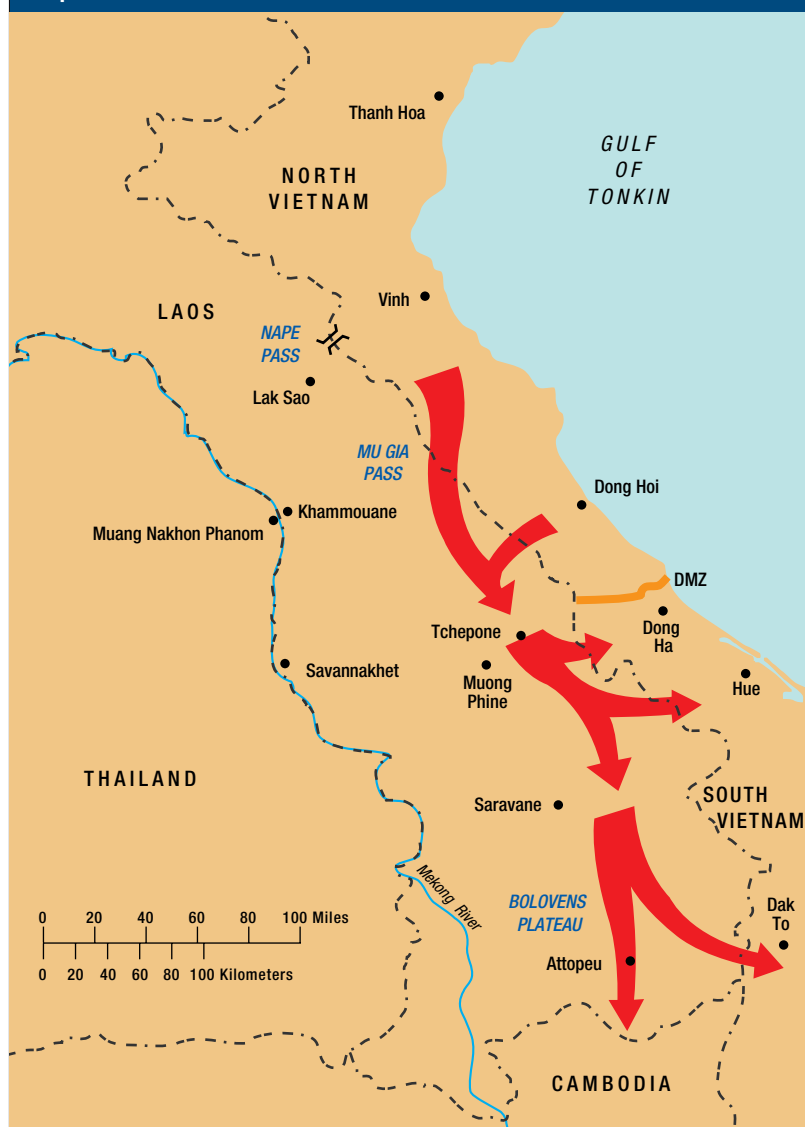 Thanh Hoa
GULF
OF
TONKIN
NORTH
VIETNAM
Vinh
LAOS
NAPE
PASS
Lak Sao
MU GIA
PASS
Dong Hoi
Khammouane
Muang Nakhon Phanom
DMZ
Dong
Ha
Tchepone
Muong
Phine
Savannakhet
Hue
THAILAND
SOUTH
VIETNAM
Saravane
Mekong River
BOLOVENS
PLATEAU
Dak
To
Attopeu
0 20 40 60 80 100 Miles
0 20 40 60 80 100 Kilometers
CAMBODIA